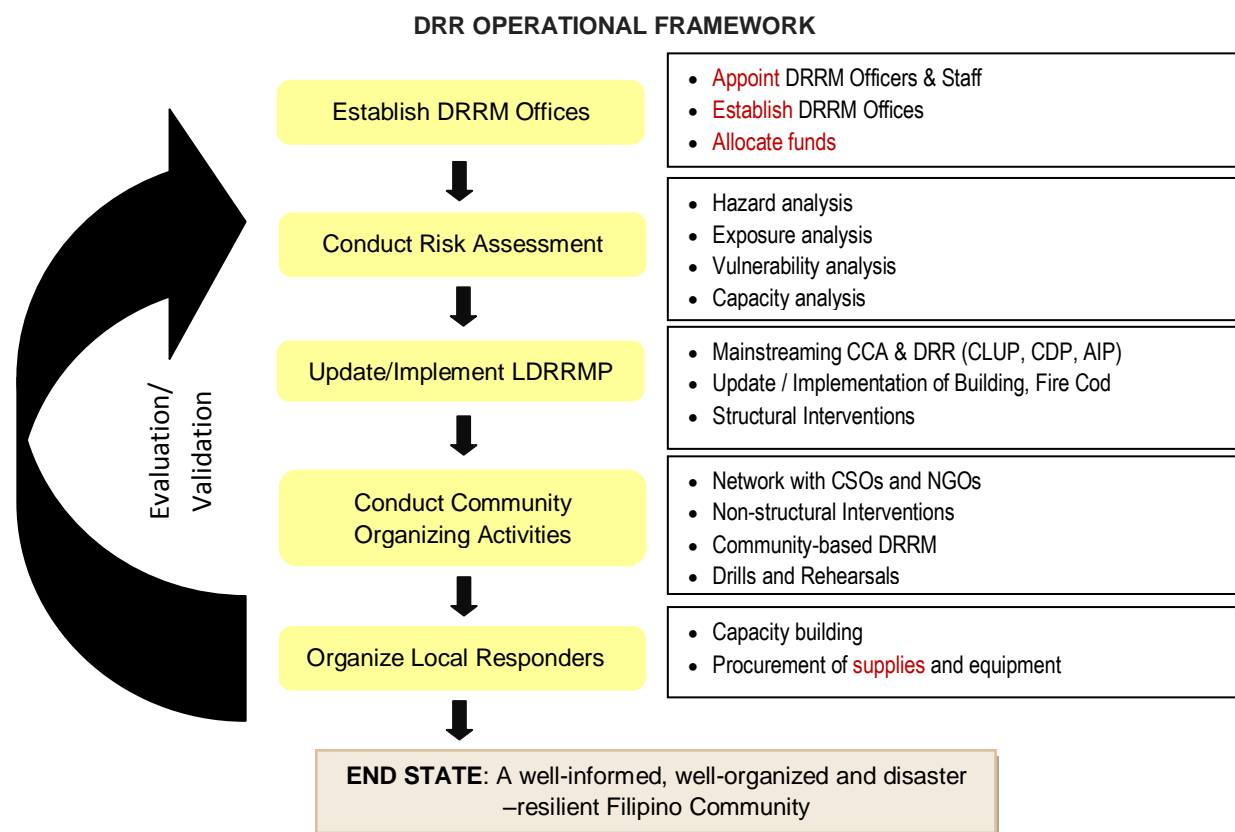 DRR OPERATIONAL FRAMEWORK
Establish DRRM Offices
• Appoint DRRM Officers & Staff
• Establish DRRM Offices
• Allocate funds
Conduct Risk Assessment
• Hazard analysis
• Exposure analysis
• Vulnerability analysis
• Capacity analysis
Update/Implement LDRRMP
• Mainstreaming CCA & DRR (CLUP, CDP, AIP)
• Update / Implementation of Building, Fire Cod
• Structural Interventions
Evaluation/
Validation
Conduct Community
Organizing Activities
• Network with CSOs and NGOs
• Non-structural Interventions
• Community-based DRRM
• Drills and Rehearsals
Organize Local Responders
• Capacity building
• Procurement of supplies and equipment
END STATE: A well-informed, well-organized and disaster
–resilient Filipino Community